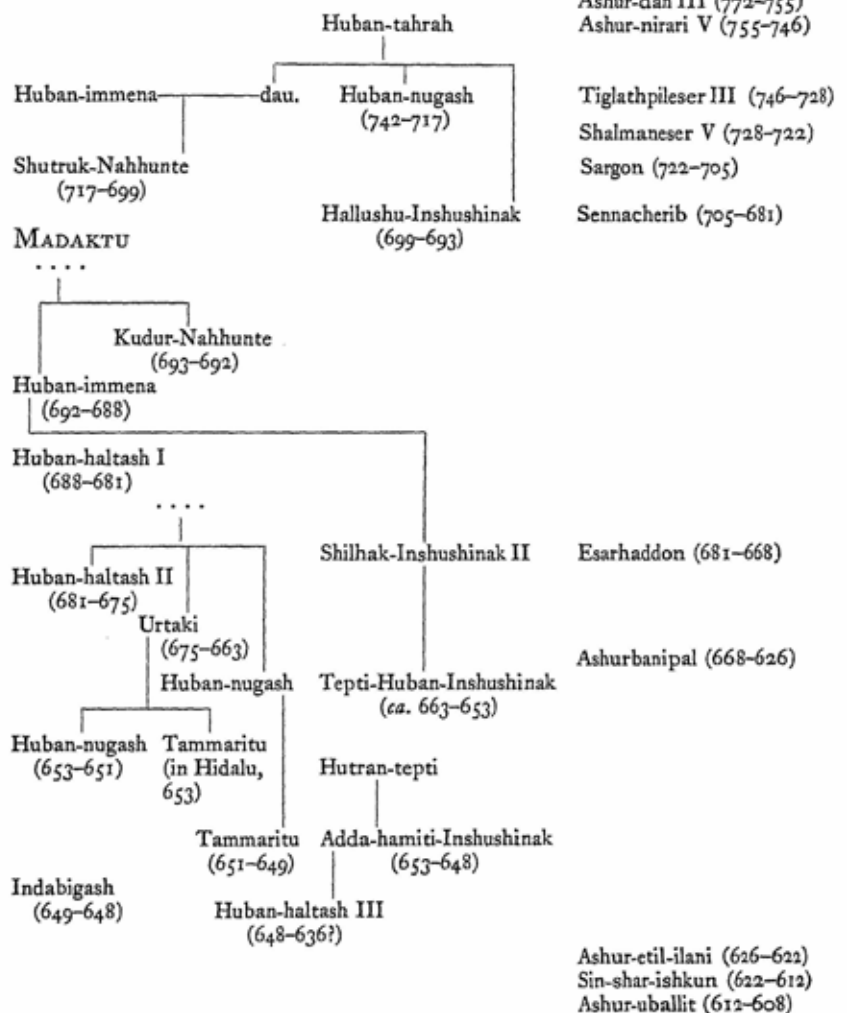 Ashur-dan III (772–755)
Huban-tahrah
Ashur-nirari V (755–746)
Huban-immena
dau.
Huban-nugash
(742–717)
Tiglathpileser III (746–728)
Shalmaneser V (728–722)
Shutruk-Nahhunte
(717–699)
Sargon (722–705)
Hallushu-Inshushinak
(699–693)
Sennacherib (705–681)
MADAKTU
. . . .
Kudur-Nahhunte
(693–692)
Huban-immena
(692–688)
Huban-haltash I
(688–681)
. . . .
Shilhak-Inshushinak II
Esarhaddon (681–668)
Huban-haltash II
(681–675)
Urtaki
(675–663)
Ashurbanipal (668–626)
Huban-nugash
Tepti-Huban-Inshushinak
(ca. 663–653)
Huban-nugash
(653–651)
Tammaritu
(in Hidalu,
653)
Hutran-tepti
Tammaritu
(651–649)
Adda-hamiti-Inshushinak
(653–648)
Indabigash
(649–648)
Huban-haltash III
(648–636?)
Ashur-etil-ilani (626–622)
Sin-shar-ishkun (622–612)
Ashur-uballit (612–608)